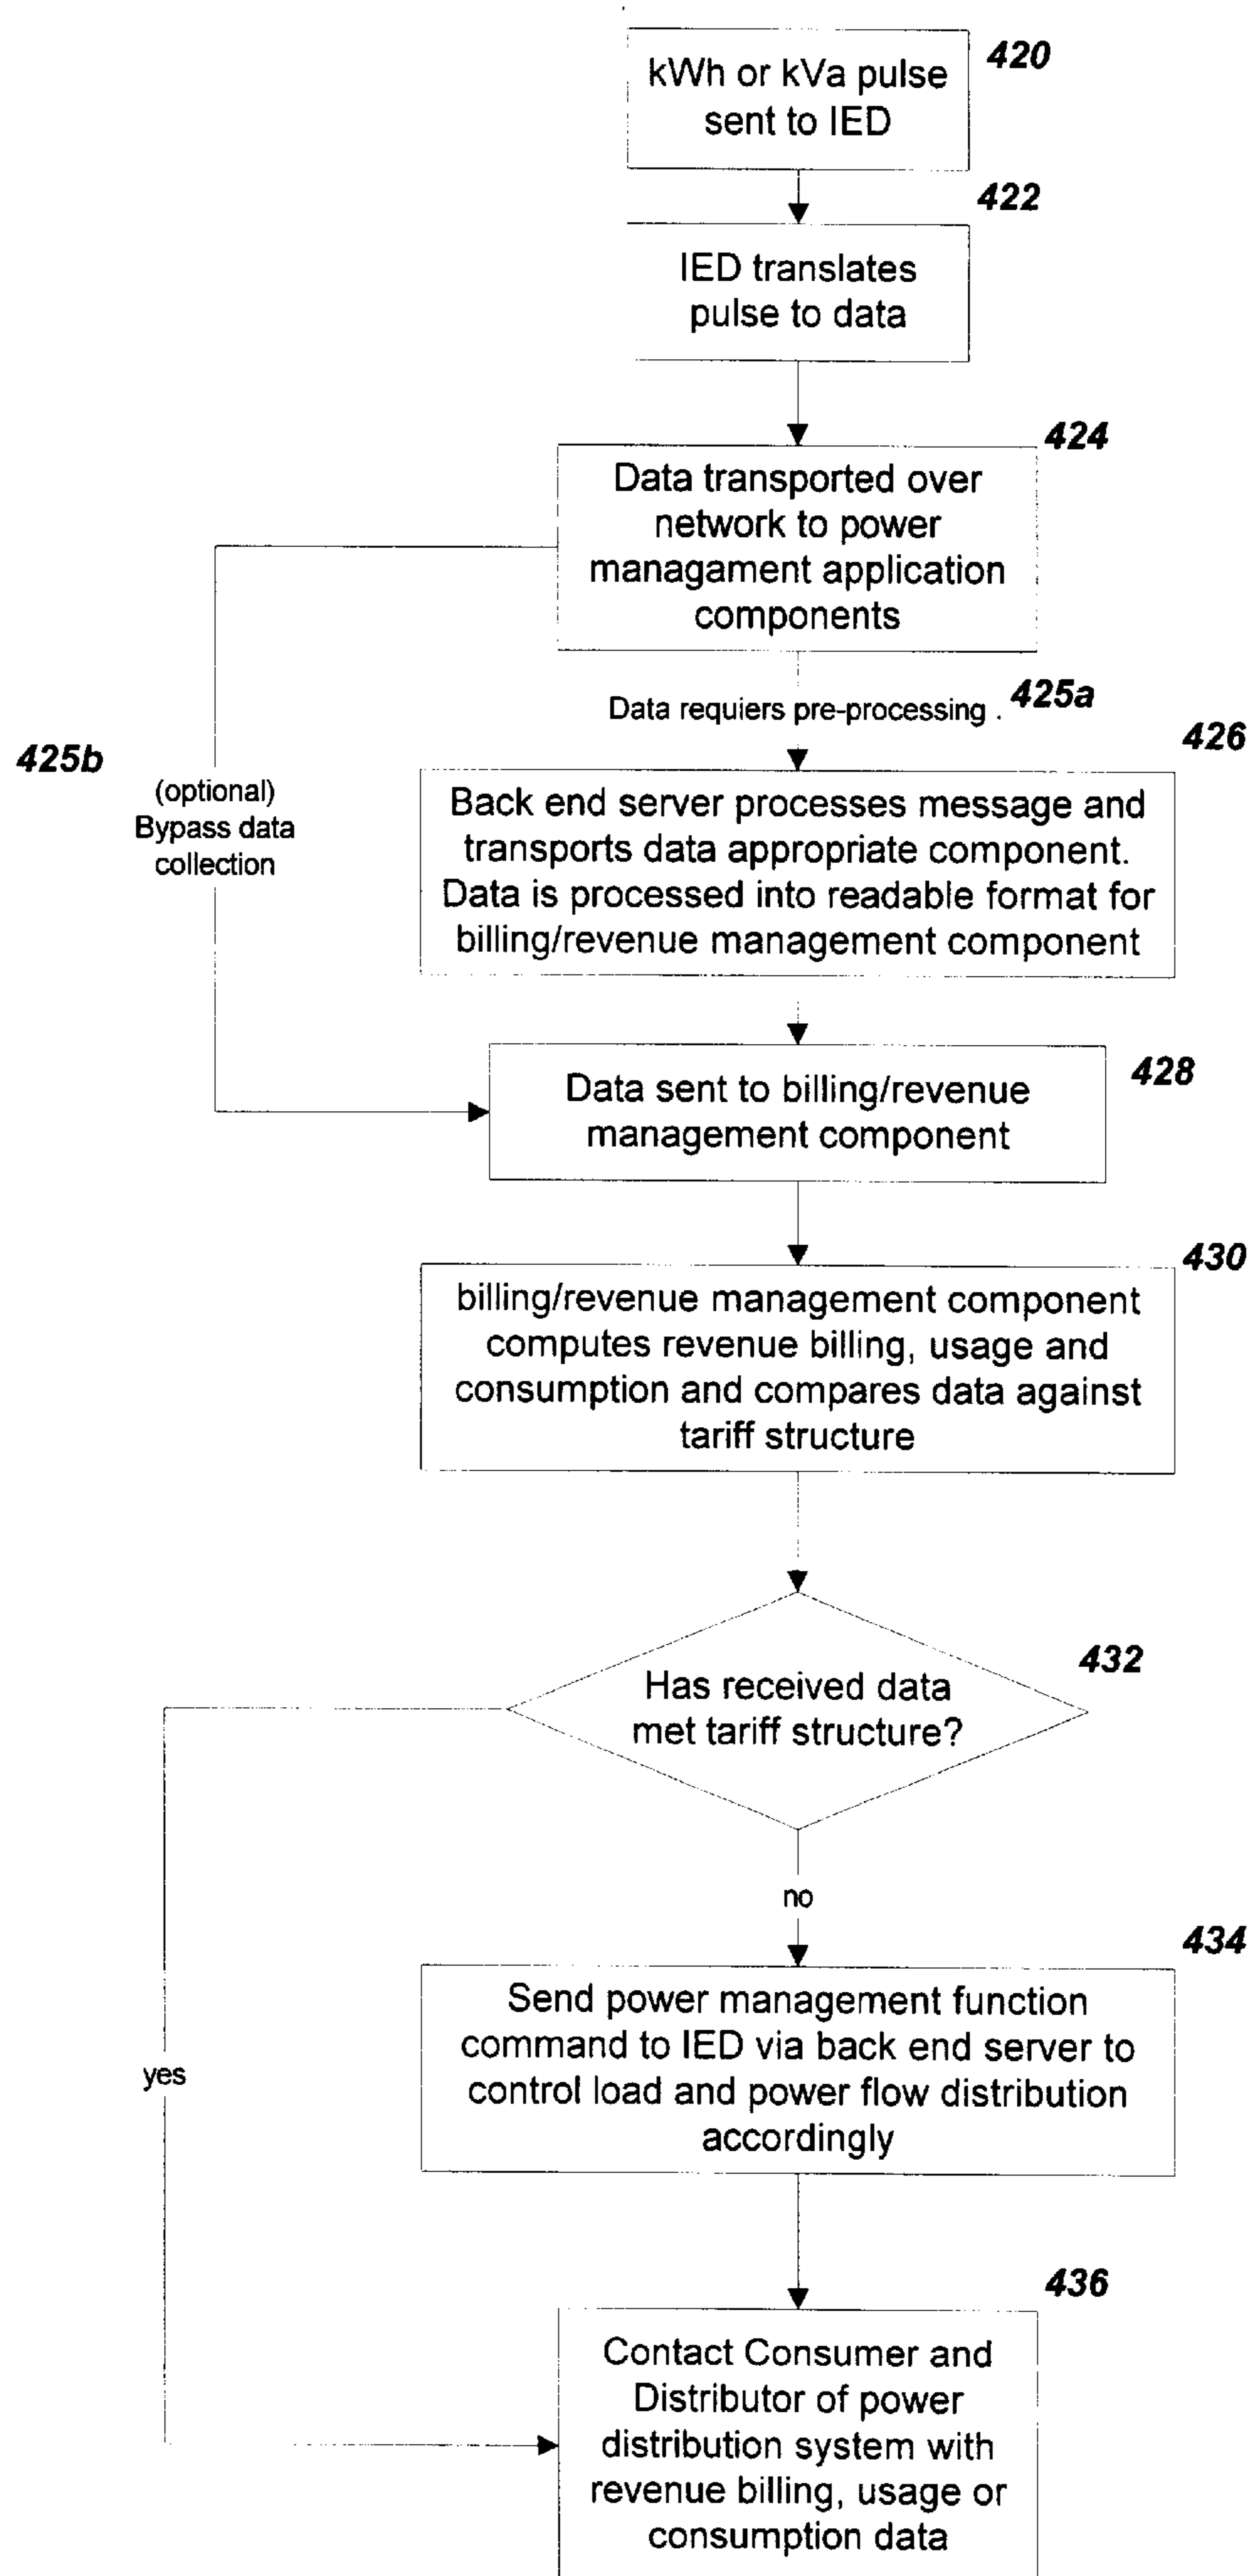 420
kWh or kVa pulse
sent to IED
422
IED translates
pulse to data
424
Data transported over
network to power
managament application
components
425a
Data requiers pre-processing .
425b
(optional)
Bypass data
collection
426
Back end server processes message and
transports data appropriate component.
Data is processed into readable format for
billing/revenue management component
428
Data sent to billing/revenue
management component
430
billing/revenue management component
computes revenue billing, usage and
consumption and compares data against
tariff structure
432
Has received data
met tariff structure?
no
yes
434
Send power management function
command to IED via back end server to
control load and power flow distribution
accordingly
436
Contact Consumer and
Distributor of power
distribution system with
revenue billing, usage or
consumption data